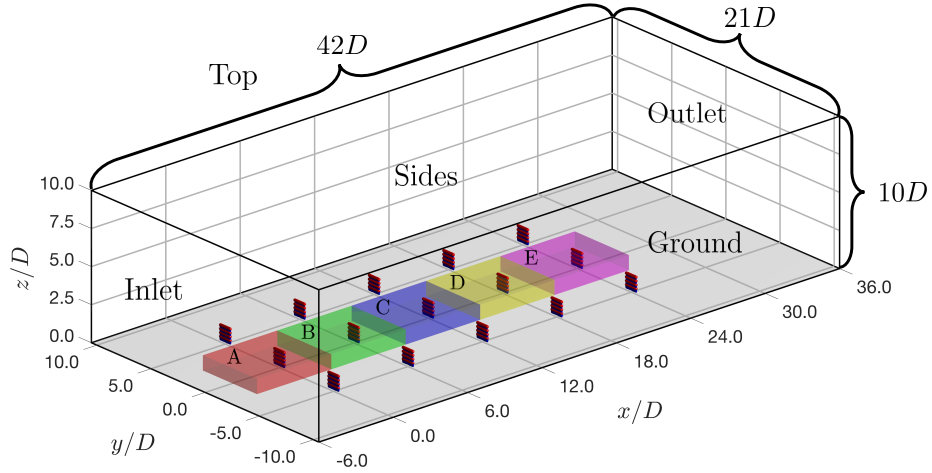 42D
21D
Top
Outlet
Sides
10D
Inlet
Ground
A
B
C
D
E
z/D
10.0
7.5
5.0
2.5
0.0
y/D
10.0
5.0
0.0
-5.0
-10.0
x/D
-6.0
0.0
6.0
12.0
18.0
24.0
30.0
36.0